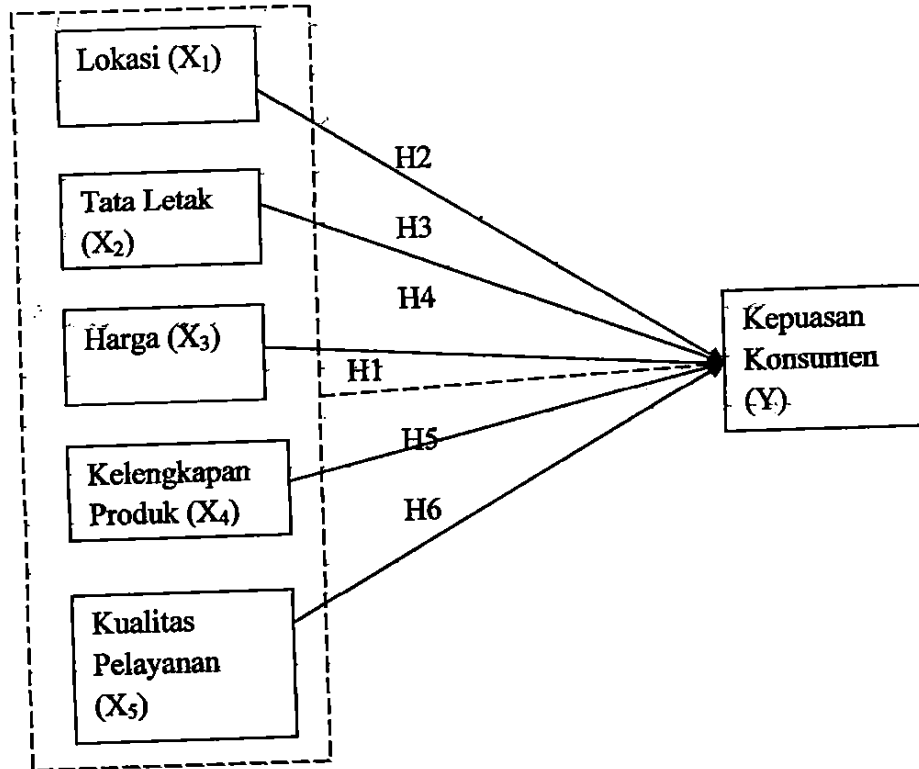 Lokasi (X₁)
Tata Letak
(X₂)
Harga (X₃)
Kelengkapan
Produk (X₄)
Kualitas
Pelayanan
(X₅)
H2
H3
H4
H1
H5
H6
Kepuasan
Konsumen
(Y)